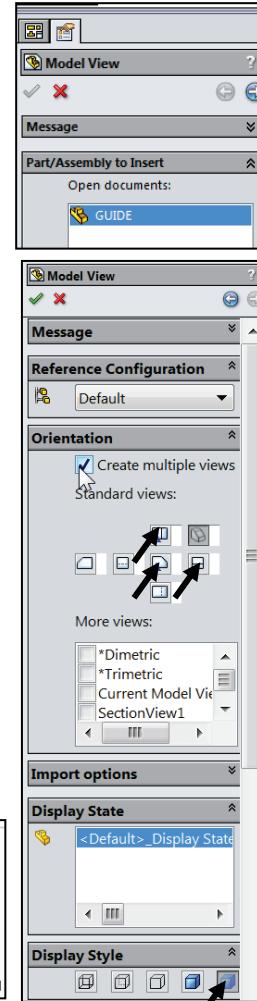 Model View ?
Message
Part/Assembly to Insert
Open documents:
GUIDE
Model View ?
Message
Reference Configuration
Default
Orientation
Create multiple views
Standard views:
More views:
*Dimetric
*Trimetric
Current Model Vie
SectionView1
Import options
Display State
<Default>_Display State
Display Style